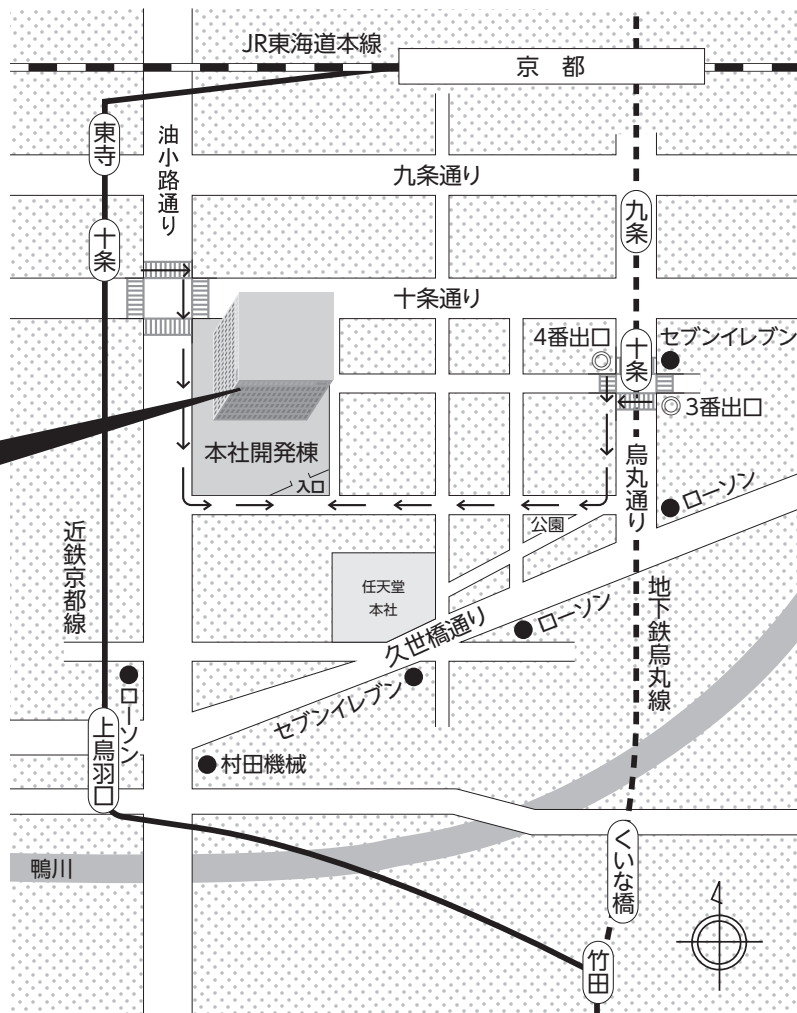 JR東海道本線
京都
東寺
油小路通り
九条通り
九条
十条
十条通り
4番出口
十条
セブンイレブン
3番出口
本社開発棟
入口
烏丸通り
ローソン
公園
近鉄京都線
任天堂
本社
久世橋通り
ローソン
地下鉄烏丸線
ローソン
セブンイレブン
上鳥羽口
村田機械
鴨川
くいな橋
竹田